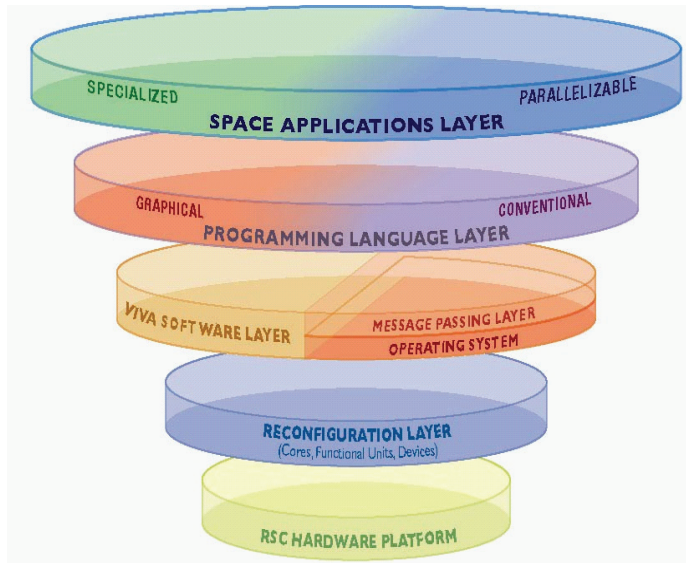 SPECIALIZED
PARALLELIZABLE
SPACE APPLICATIONS LAYER
GRAPHICAL
CONVENTIONAL
PROGRAMMING LANGUAGE LAYER
VIVA SOFTWARE LAYER
MESSAGE PASSING LAYER
OPERATING SYSTEM
RECONFIGURATION LAYER
(Cores, Functional Units, Devices)
RSC HARDWARE PLATFORM